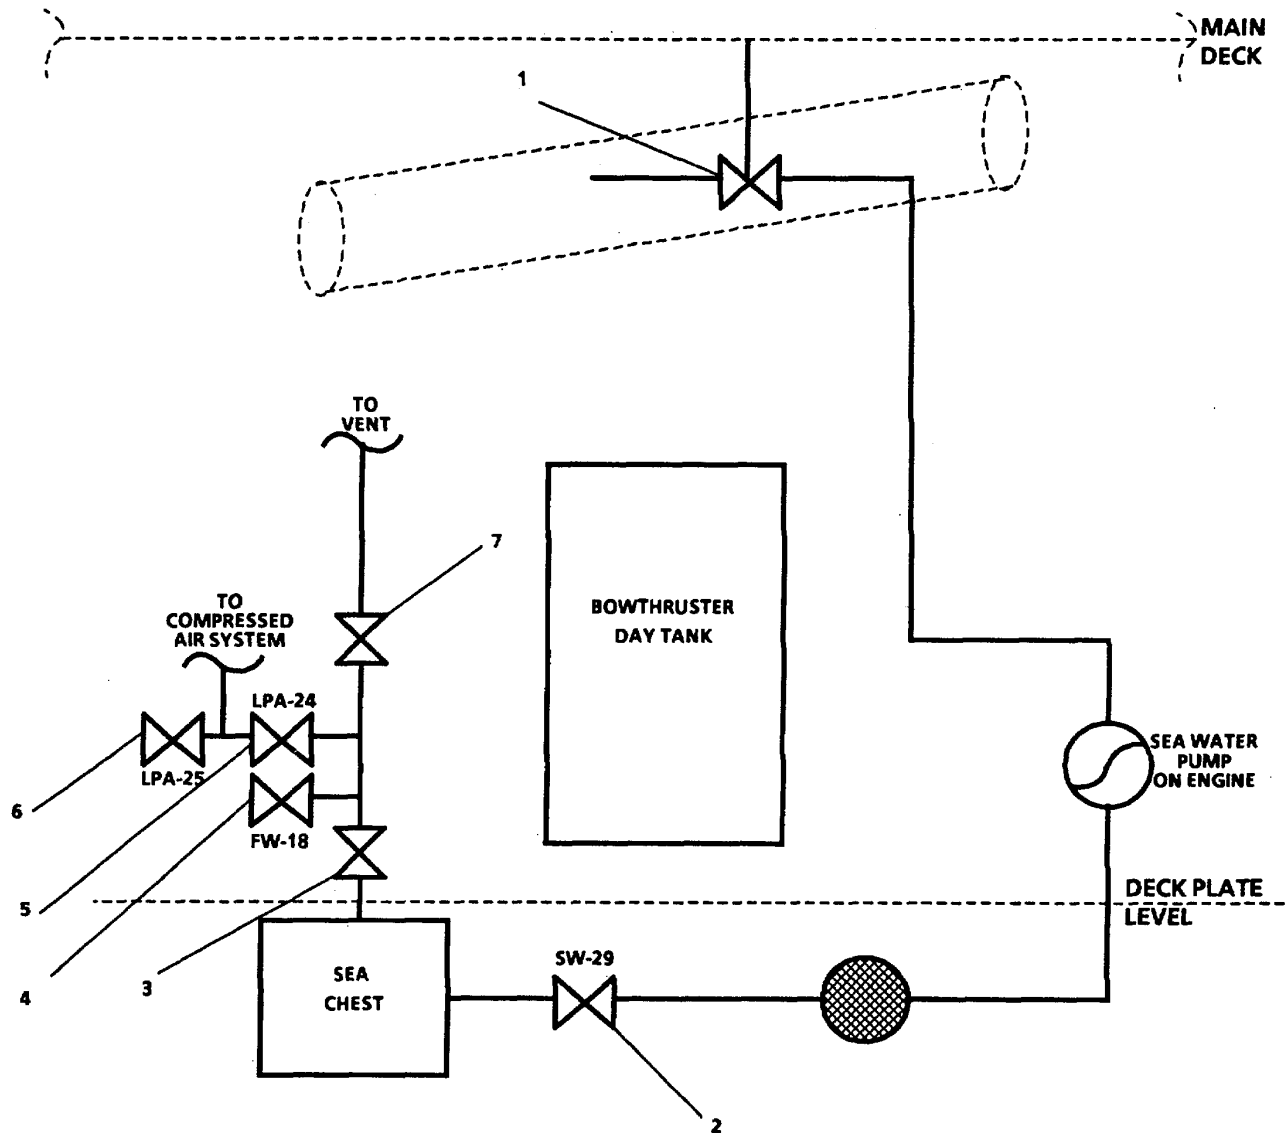 MAIN
DECK
1
TO
VENT
7
TO
COMPRESSED
AIR SYSTEM
BOWTHRUSTER
DAY TANK
LPA-24
LPA-25
SEA WATER
PUMP
ON ENGINE
6
FW-18
5
DECK PLATE
LEVEL
4
3
SEA
CHEST
SW-29
2